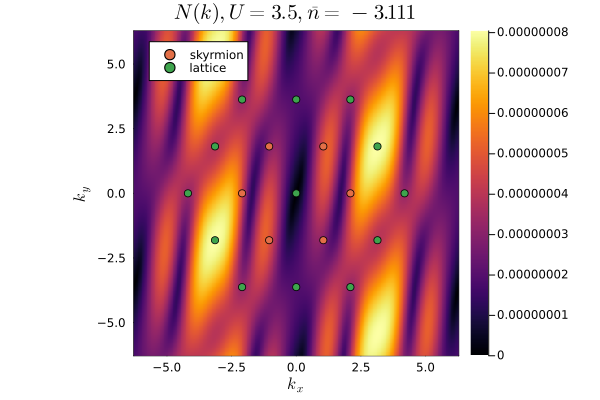 N(k), U = 3.5, n̄ = − 3.111
skyrmion
lattice
5.0
2.5
0.0
−2.5
−5.0
k_y
−5.0 −2.5 0.0 2.5 5.0
k_x
0.00000008
0.00000007
0.00000006
0.00000005
0.00000004
0.00000003
0.00000002
0.00000001
0